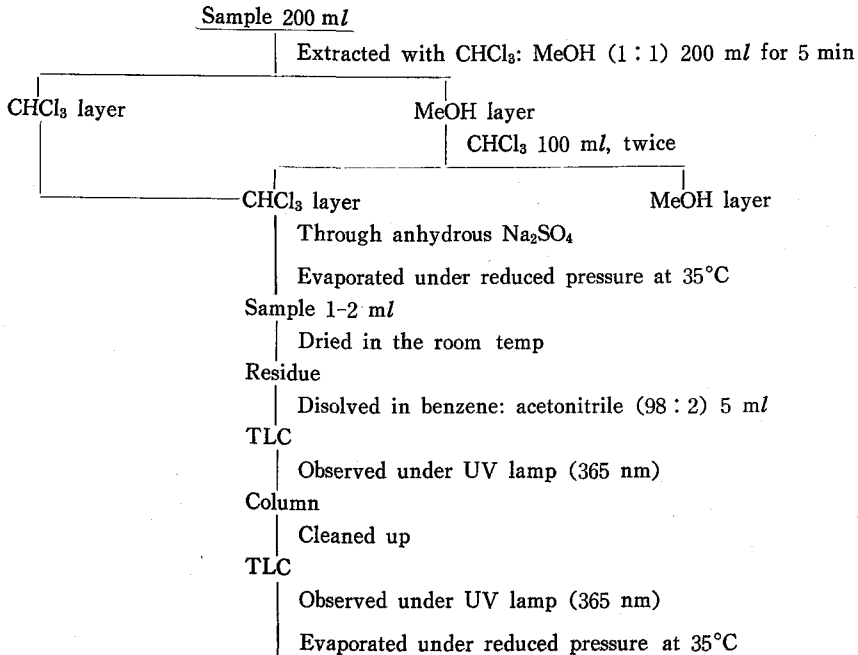 Sample 200 ml
Extracted with CHCl₃: MeOH (1 : 1) 200 ml for 5 min
CHCl₃ layer MeOH layer
CHCl₃ 100 ml, twice
CHCl₃ layer MeOH layer
Through anhydrous Na₂SO₄
Evaporated under reduced pressure at 35°C
Sample 1-2 ml
Dried in the room temp
Residue
Disolved in benzene: acetonitrile (98 : 2) 5 ml
TLC
Observed under UV lamp (365 nm)
Column
Cleaned up
TLC
Observed under UV lamp (365 nm)
Evaporated under reduced pressure at 35°C